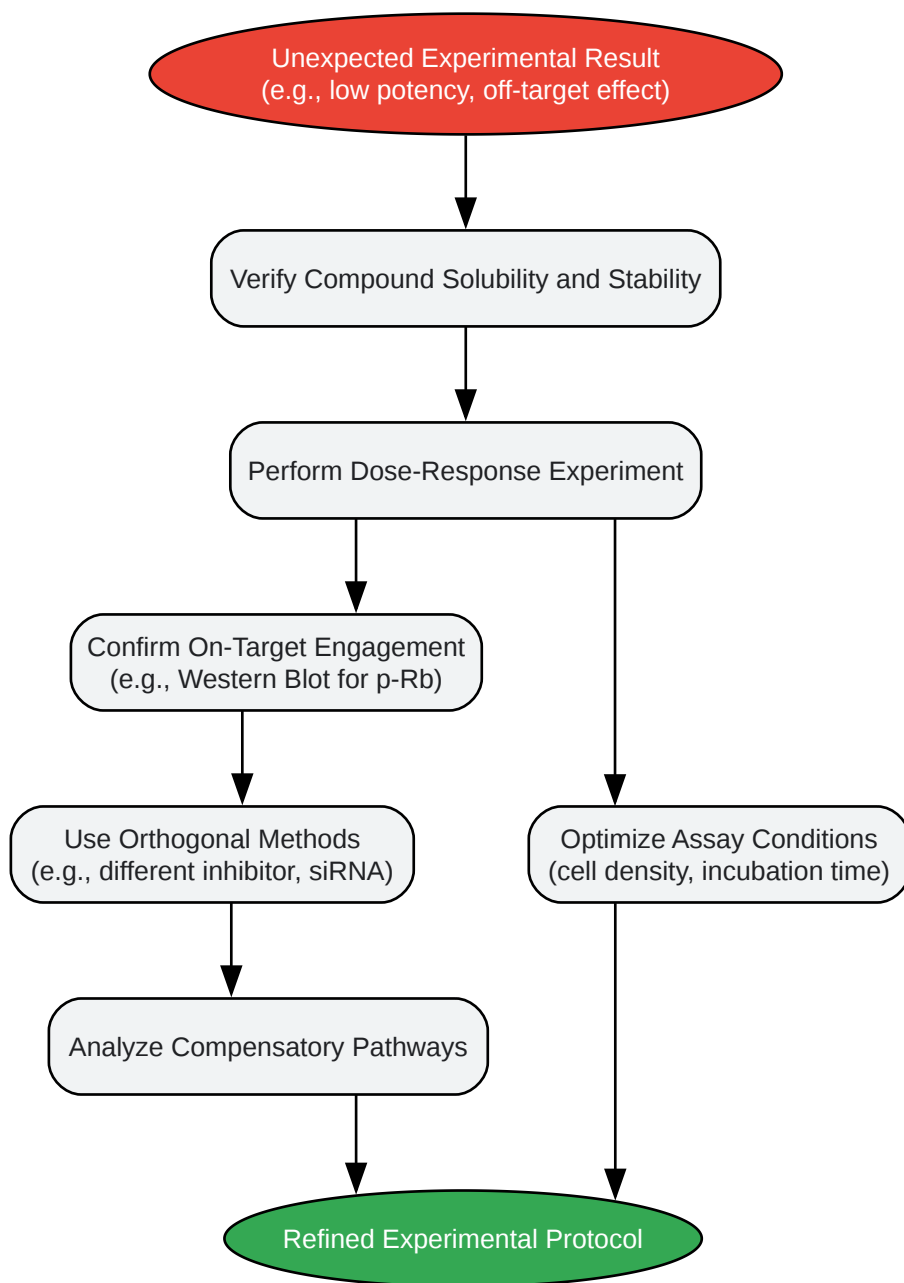 Unexpected Experimental Result
(e.g., low potency, off-target effect)
Verify Compound Solubility and Stability
Perform Dose-Response Experiment
Confirm On-Target Engagement
(e.g., Western Blot for p-Rb)
Use Orthogonal Methods
(e.g., different inhibitor, siRNA)
Optimize Assay Conditions
(cell density, incubation time)
Analyze Compensatory Pathways
Refined Experimental Protocol